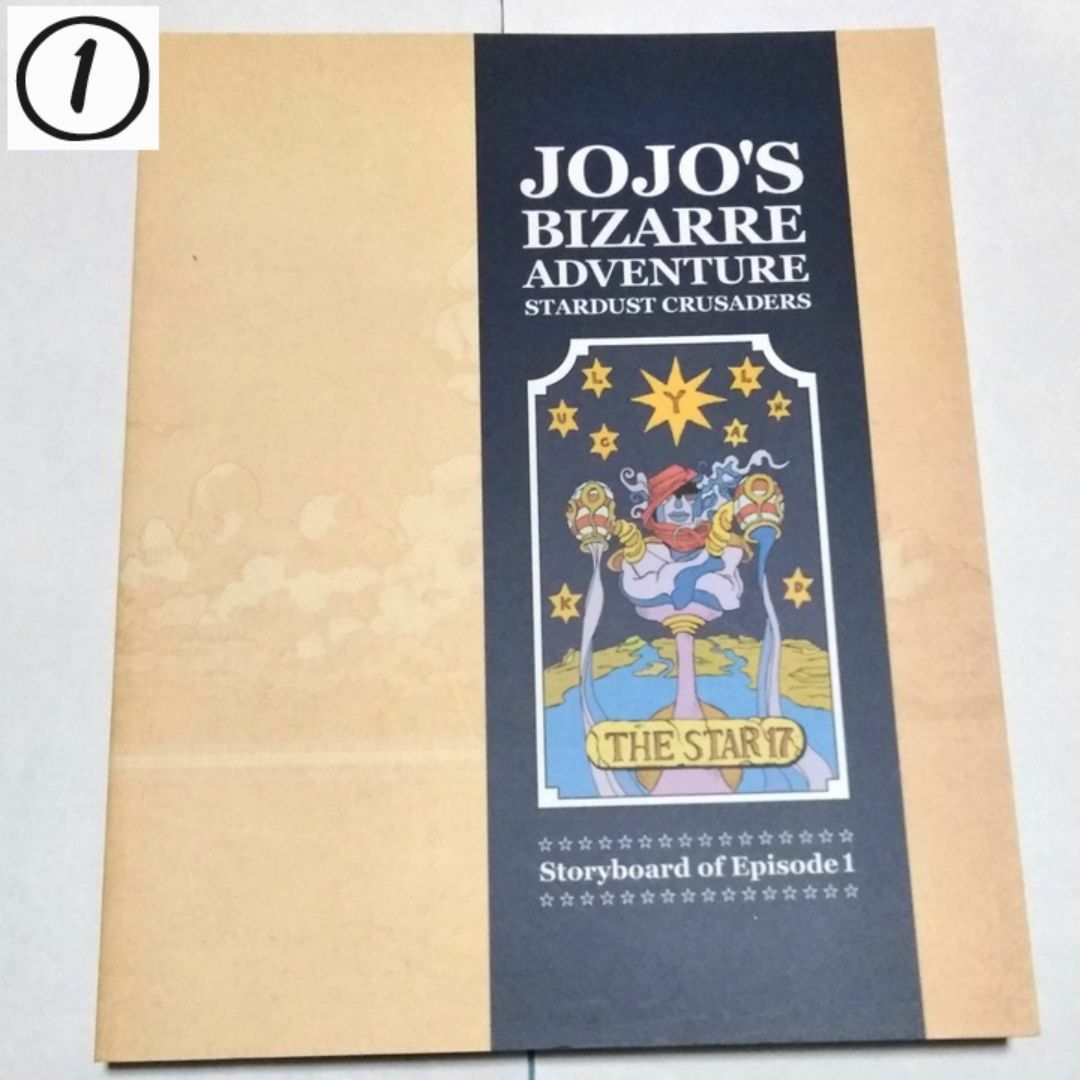 1
JOJO'S
BIZARRE
ADVENTURE
STARDUST CRUSADERS
L Y L
U G A N
K D
THE STAR 17
☆☆☆☆☆☆☆☆☆☆☆☆☆☆☆☆
Storyboard of Episode 1
☆☆☆☆☆☆☆☆☆☆☆☆☆☆☆☆